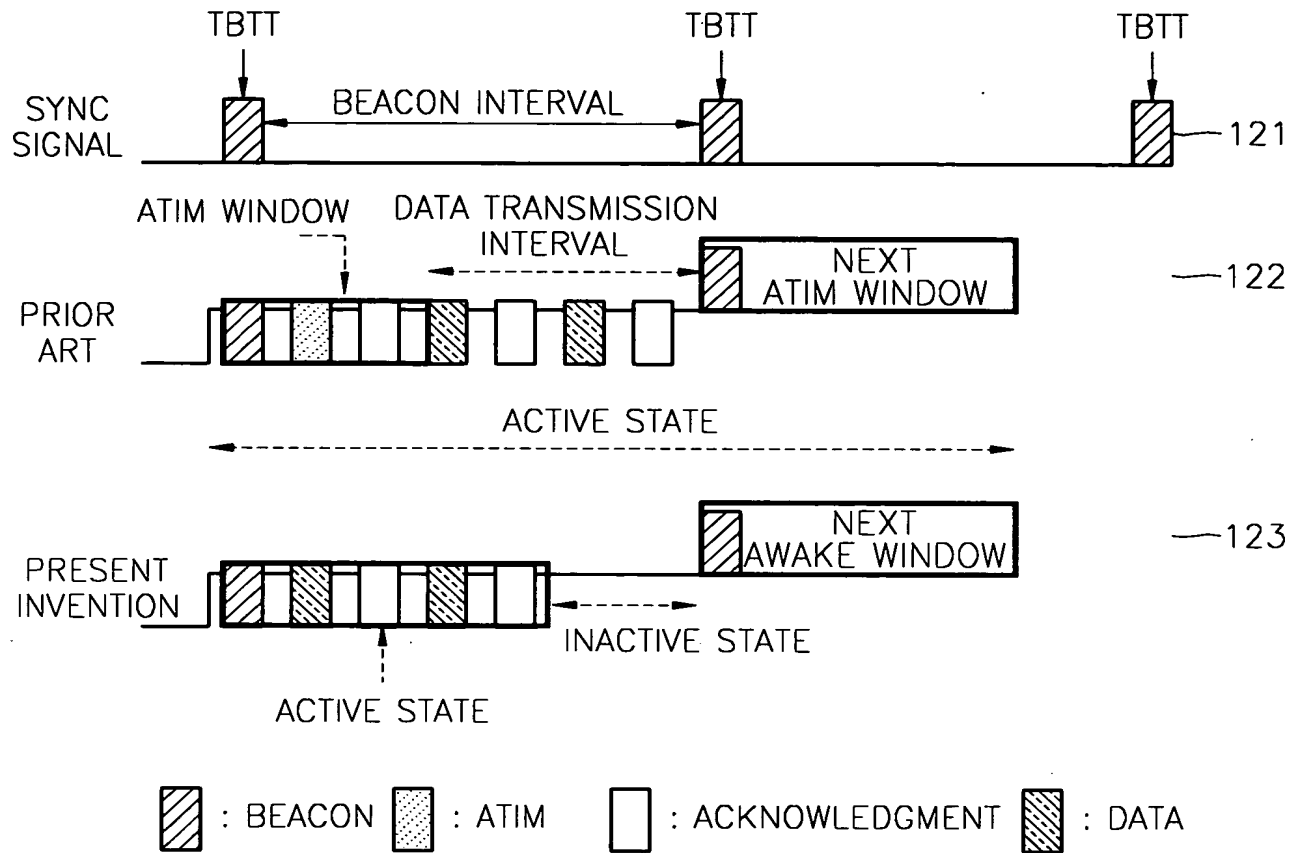 TBTT TBTT TBTT
SYNC SIGNAL
BEACON INTERVAL
121
ATIM WINDOW
DATA TRANSMISSION INTERVAL
PRIOR ART
NEXT ATIM WINDOW
122
ACTIVE STATE
PRESENT INVENTION
NEXT AWAKE WINDOW
123
INACTIVE STATE
ACTIVE STATE
: BEACON : ATIM : ACKNOWLEDGMENT : DATA